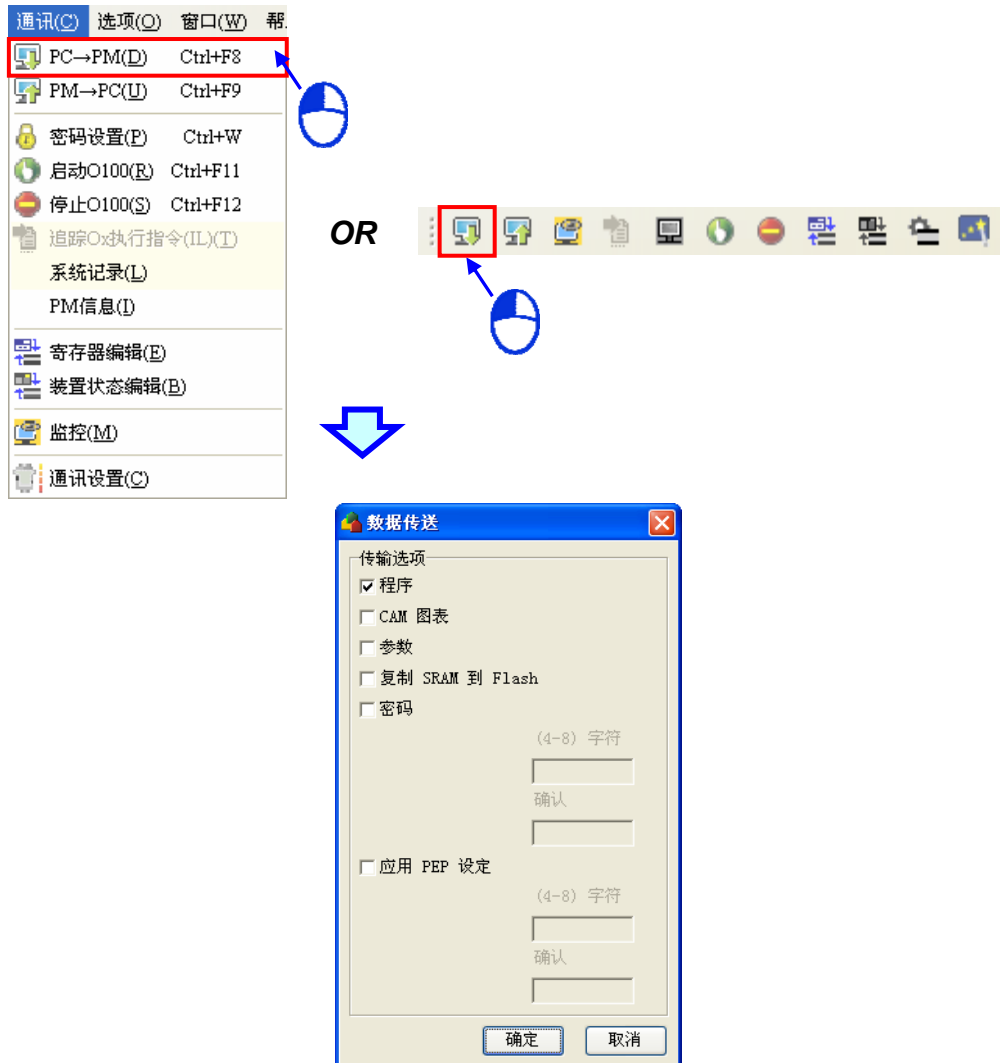 通讯(C) 选项(O) 窗口(W) 帮
PC→PM(D) Ctrl+F8
PM→PC(U) Ctrl+F9
密码设置(P) Ctrl+W
启动O100(R) Ctrl+F11
停止O100(S) Ctrl+F12
追踪Ox执行指令(IL)(T)
系统记录(L)
PM信息(I)
寄存器编辑(E)
装置状态编辑(B)
监控(M)
通讯设置(C)
OR
数据传送
传输选项
程序
CAM 图表
参数
复制 SRAM 到 Flash
密码
(4-8) 字符
确认
应用 PEP 设定
(4-8) 字符
确认
确定 取消